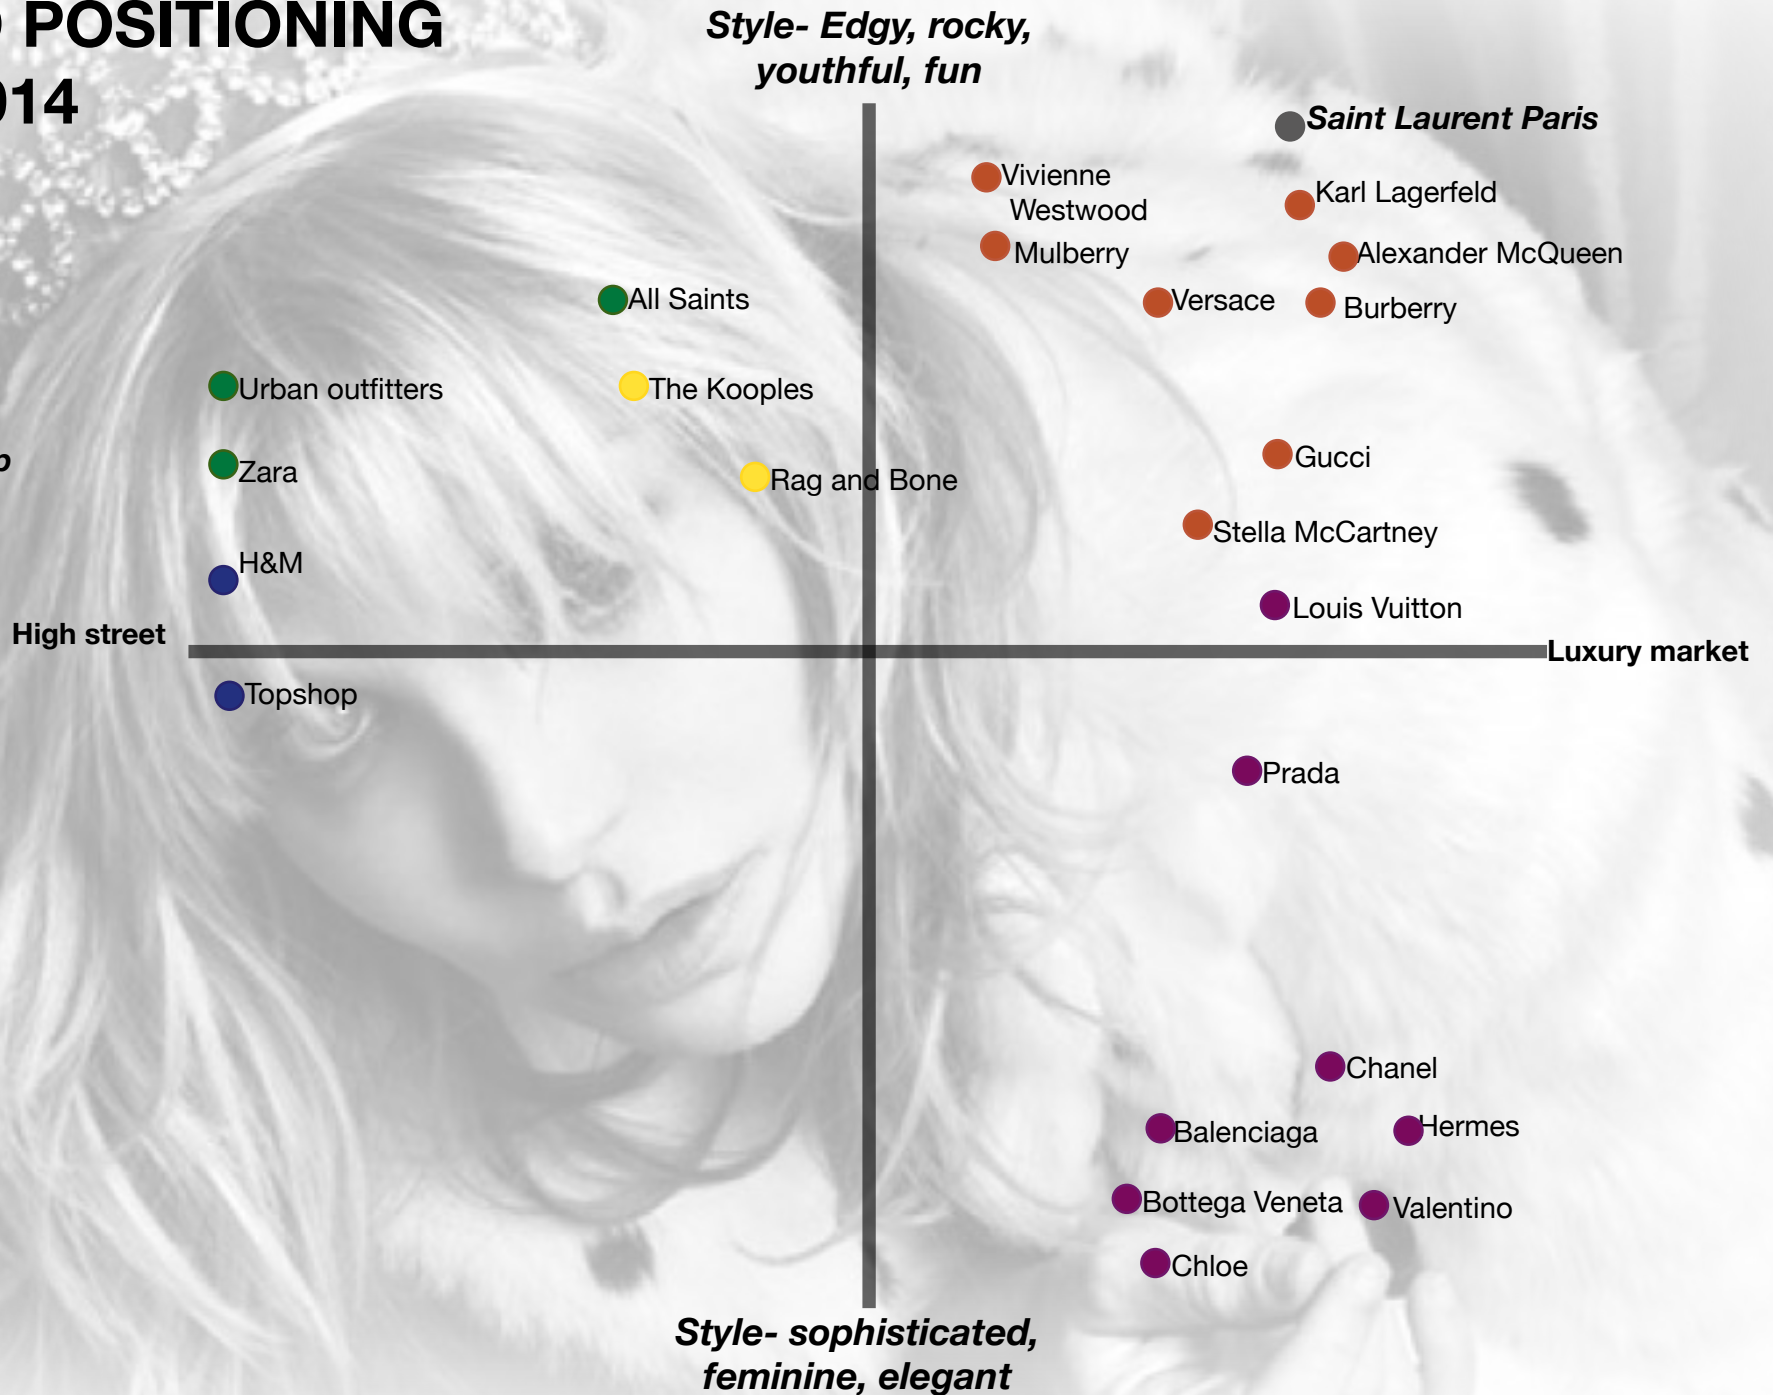 POSITIONING
Style- Edgy, rocky,
youthful, fun
014
Saint Laurent Paris
Vivienne
Westwood
Karl Lagerfeld
Mulberry
Alexander McQueen
All Saints
Versace
Burberry
Urban outfitters
The Kooples
Gucci
Zara
Rag and Bone
Stella McCartney
H&M
Louis Vuitton
High street
Luxury market
Topshop
Prada
Chanel
Balenciaga
Hermes
Bottega Veneta
Valentino
Chloe
Style- sophisticated,
feminine, elegant